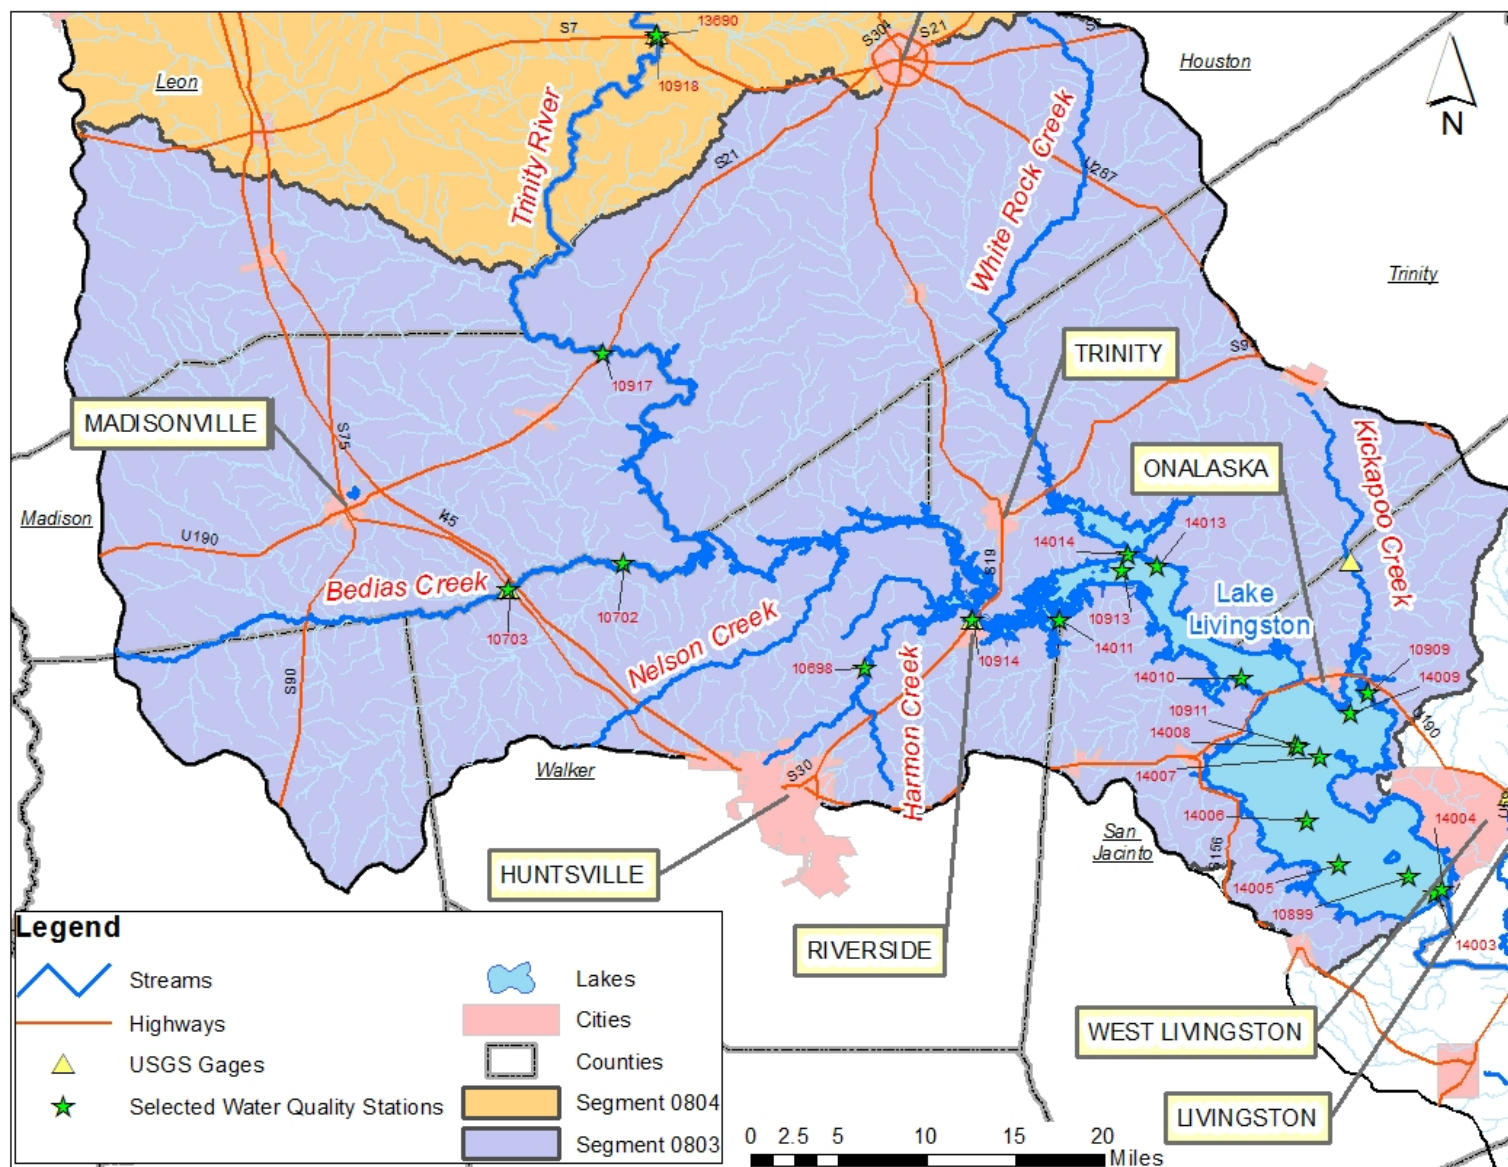 13690
S7
S304
S21
Leon
10918
Houston
N
Trinity River
White Rock Creek
S21
U287
Trinity
TRINITY
S94
10917
MADISONVILLE
S75
ONALASKA
Kickapoo Creek
Madison
I45
U190
14013
14014
S19
Bedias Creek
10702
10703
Nelson Creek
10913
14011
Lake
Livingston
10914
10698
Harmon Creek
14010
10909
14009
S90
10911
14008
U190
Walker
S30
14007
14006
San
Jacinto
14004
S156
HUNTSVILLE
14005
10899
14003
RIVERSIDE
WEST LIVINGSTON
LIVINGSTON
Legend
Streams
Highways
USGS Gages
Selected Water Quality Stations
Lakes
Cities
Counties
Segment 0804
Segment 0803
0 2.5 5 10 15 20
Miles